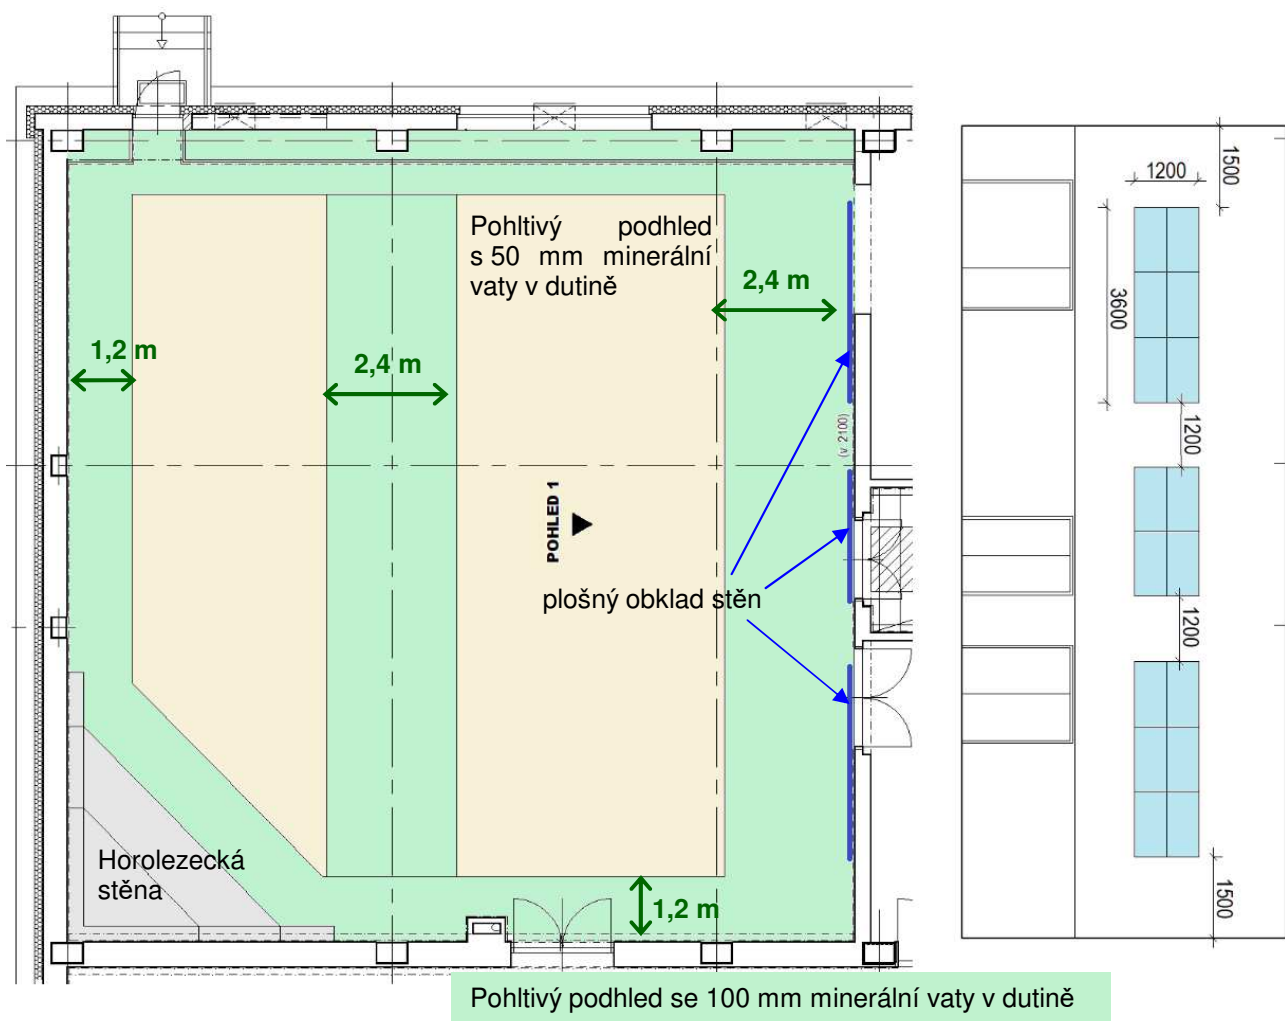 Pohltivý podhled
s 50 mm minerální
vaty v dutině
2,4 m
1,2 m
2,4 m
(v 2100)
POHLED 1
plošný obklad stěn
Horolezecká
stěna
1,2 m
Pohltivý podhled se 100 mm minerální vaty v dutině
1200
1500
3600
1200
1200
1500